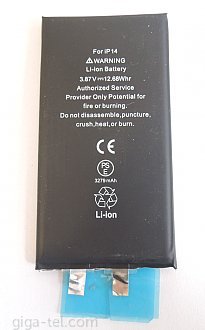 For iP14
WARNING
Li-Ion Battery
3.87V⎓12.68Whr
Authorized Service
Provider Only Potential for
fire or burning.
Do not disassemble,puncture,
crush,heat,or burn.
CE
PS
E
3279mAh
Li-Ion
giga-tel.com